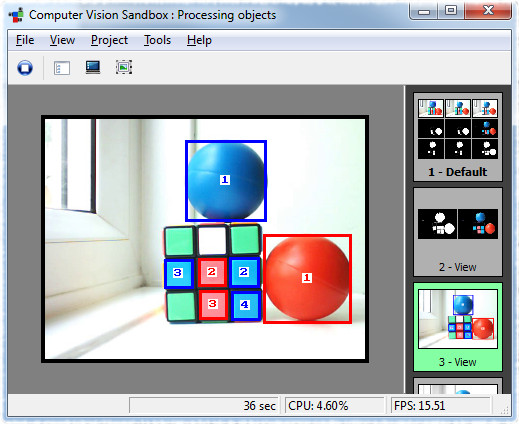 Computer Vision Sandbox : Processing objects
File View Project Tools Help
1
3 2 2
1
3 4
1 - Default
2 - View
3 - View
36 sec CPU: 4.60% FPS: 15.51